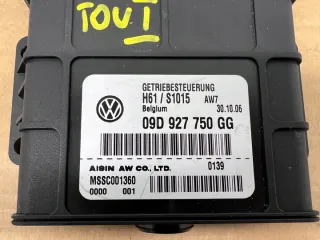 TOUI
GETRIEBESTEUERUNG
H61 / S1015 AW7
Belgium 30.10.06
09D 927 750 GG
AISIN AW CO., LTD. 0139
MSSC001360
0000 001